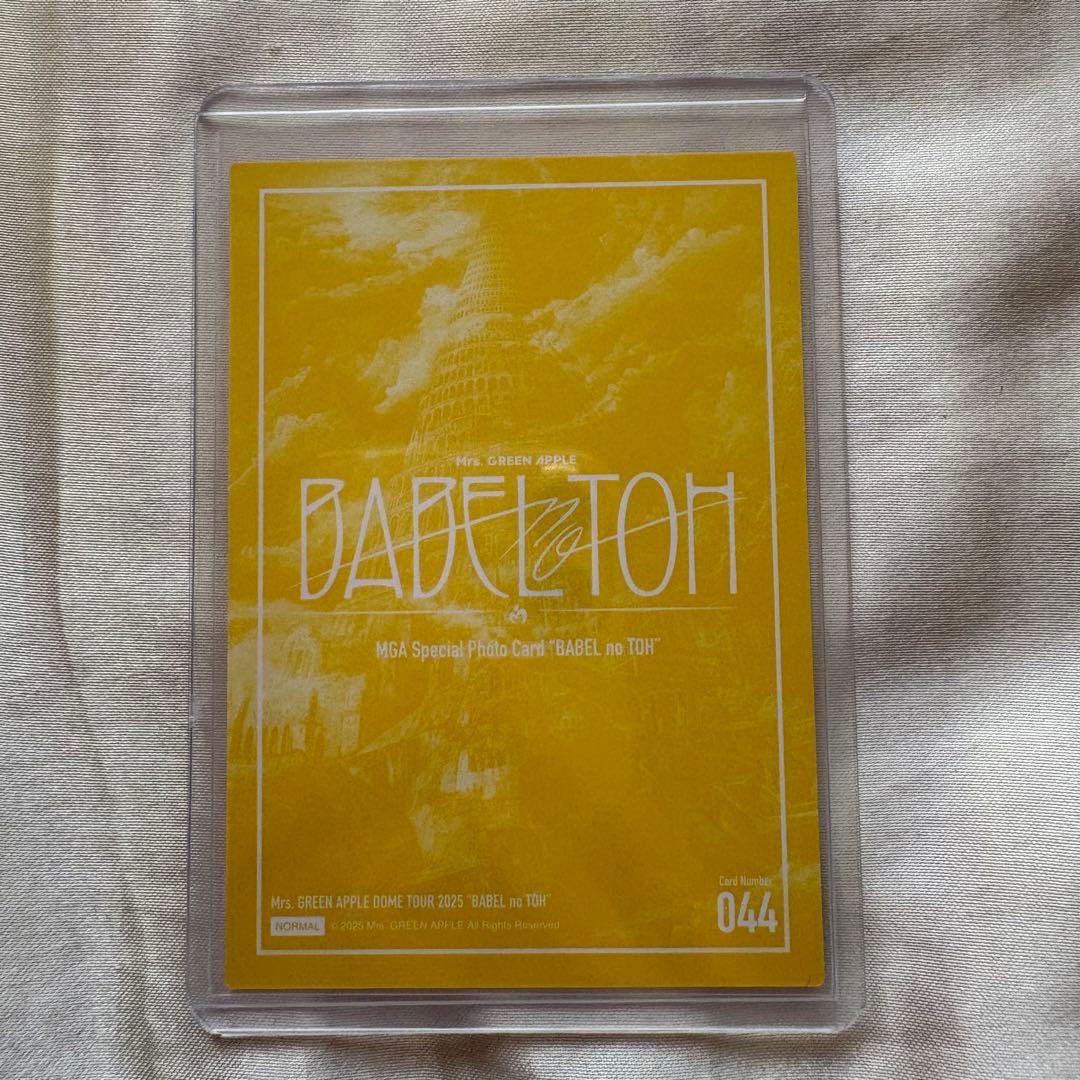 Mrs. GREEN APPLE
BABEL no TOH
MGA Special Photo Card "BABEL no TOH"
Card Number
044
Mrs. GREEN APPLE DOME TOUR 2025 "BABEL no TOH"
NORMAL © 2025 Mrs. GREEN APPLE All Rights Reserved